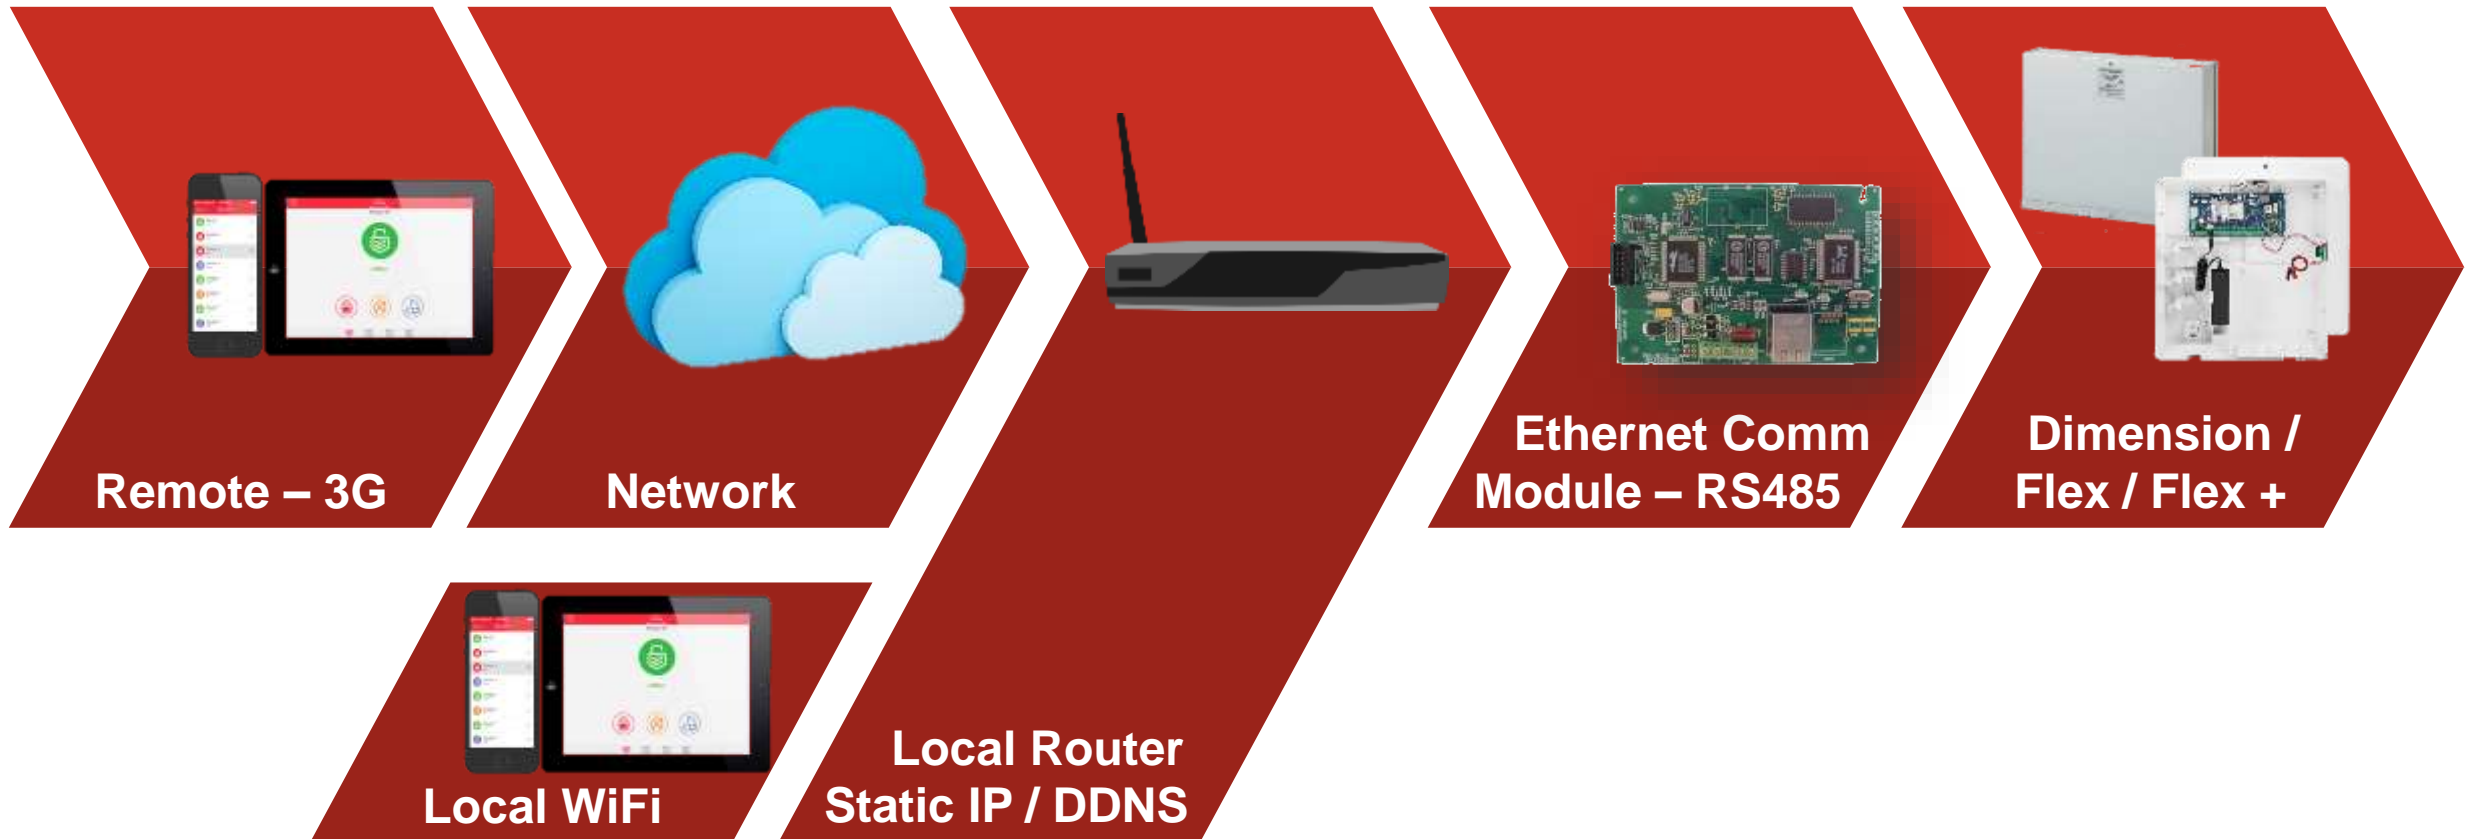 Remote – 3G
Network
Ethernet Comm
Module – RS485
Dimension /
Flex / Flex +
Local WiFi
Local Router
Static IP / DDNS